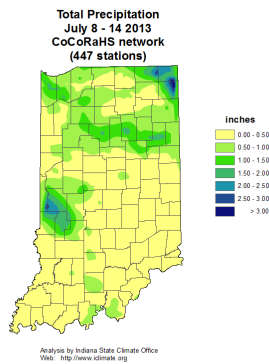 Total Precipitation
July 8 - 14 2013
CoCoRaHS network
(447 stations)
inches
0.00 - 0.50
0.50 - 1.00
1.00 - 1.50
1.50 - 2.00
2.00 - 2.50
2.50 - 3.00
> 3.00
Analysis by Indiana State Climate Office
Web: http://www.iclimate.org